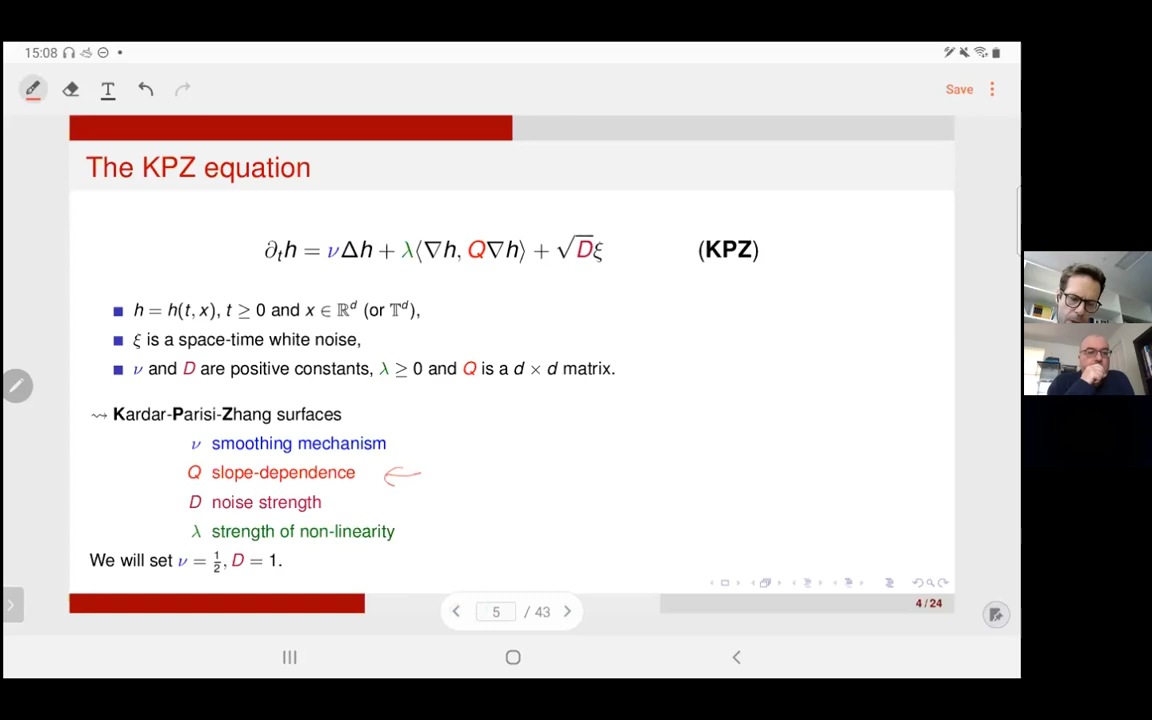 15:08
Save
The KPZ equation
∂ₜh = νΔh + λ⟨∇h, Q∇h⟩ + √Dξ (KPZ)
h = h(t, x), t ≥ 0 and x ∈ ℝᵈ (or 𝕋ᵈ),
ξ is a space-time white noise,
ν and D are positive constants, λ ≥ 0 and Q is a d × d matrix.
⇝ Kardar-Parisi-Zhang surfaces
ν smoothing mechanism
Q slope-dependence
D noise strength
λ strength of non-linearity
We will set ν = ½, D = 1.
4/24
5 / 43